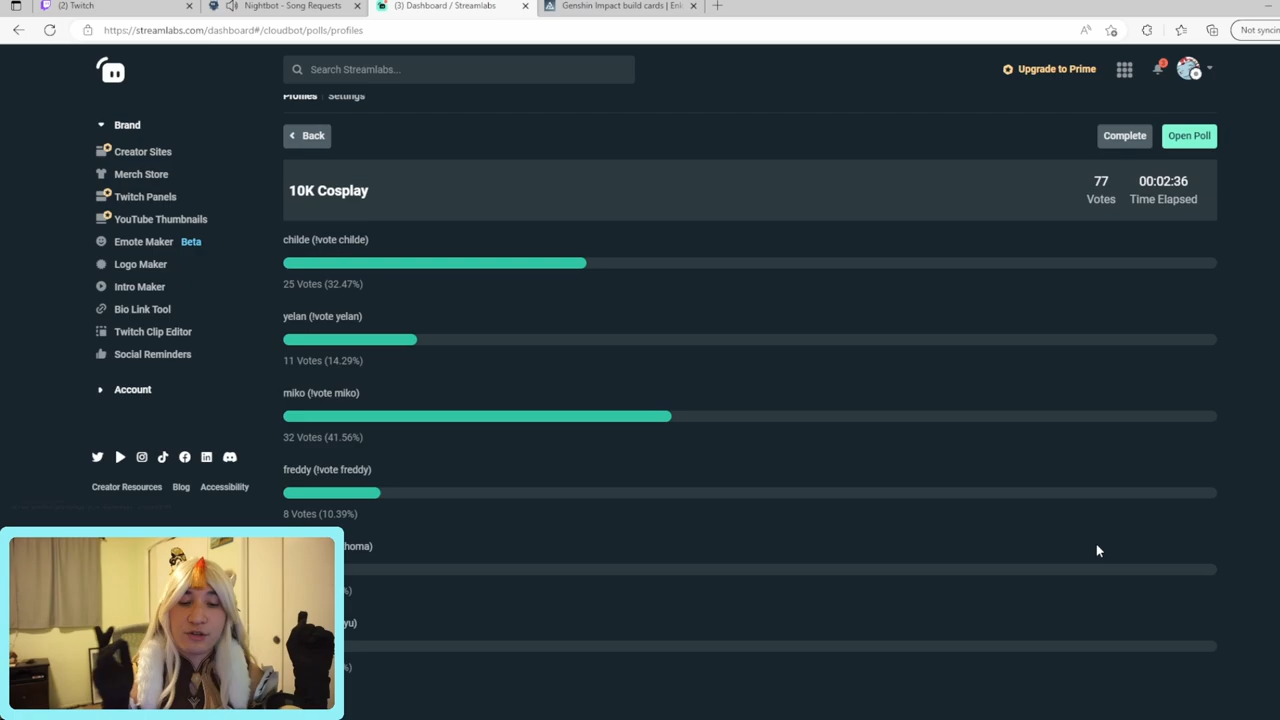 (2) Twitch
Nightbot - Song Requests
(3) Dashboard / Streamlabs
Genshin Impact build cards | En
https://streamlabs.com/dashboard#/cloudbot/polls/profiles
Not syncing
Search Streamlabs...
Upgrade to Prime
Profiles Settings
Back
Complete
Open Poll
10K Cosplay
77
Votes
00:02:36
Time Elapsed
childe (!vote childe)
25 Votes (32.47%)
yelan (!vote yelan)
11 Votes (14.29%)
miko (!vote miko)
32 Votes (41.56%)
freddy (!vote freddy)
8 Votes (10.39%)
homa)
%)
yu)
%)
Brand
Creator Sites
Merch Store
Twitch Panels
YouTube Thumbnails
Emote Maker Beta
Logo Maker
Intro Maker
Bio Link Tool
Twitch Clip Editor
Social Reminders
Account
Creator Resources Blog Accessibility